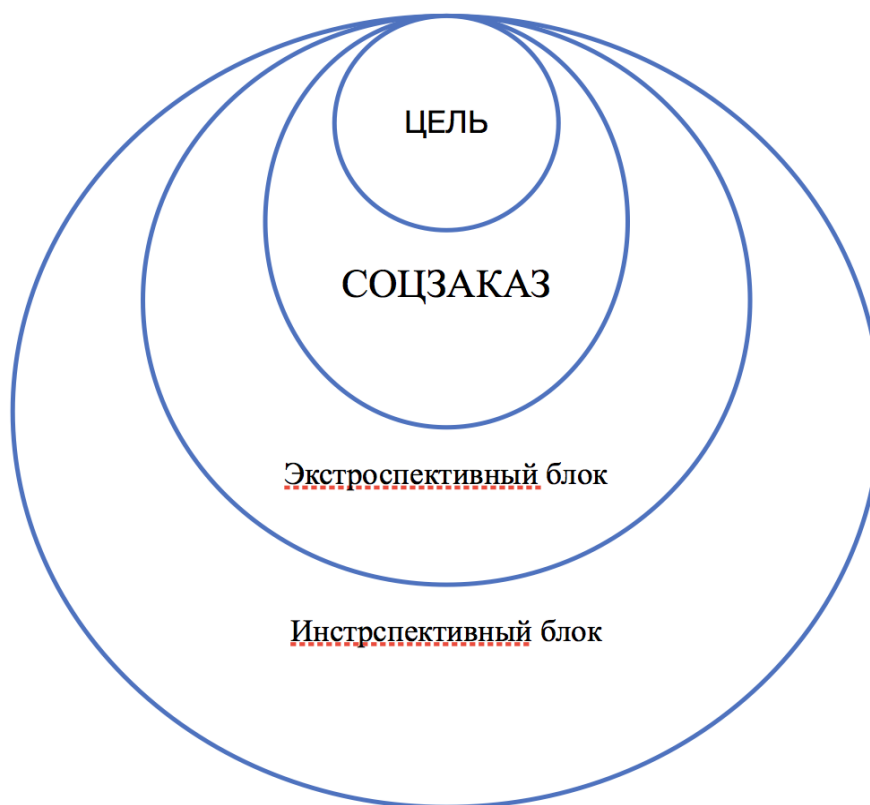 ЦЕЛЬ
СОЦЗАКАЗ
Экстроспективный блок
Инстрспективный блок